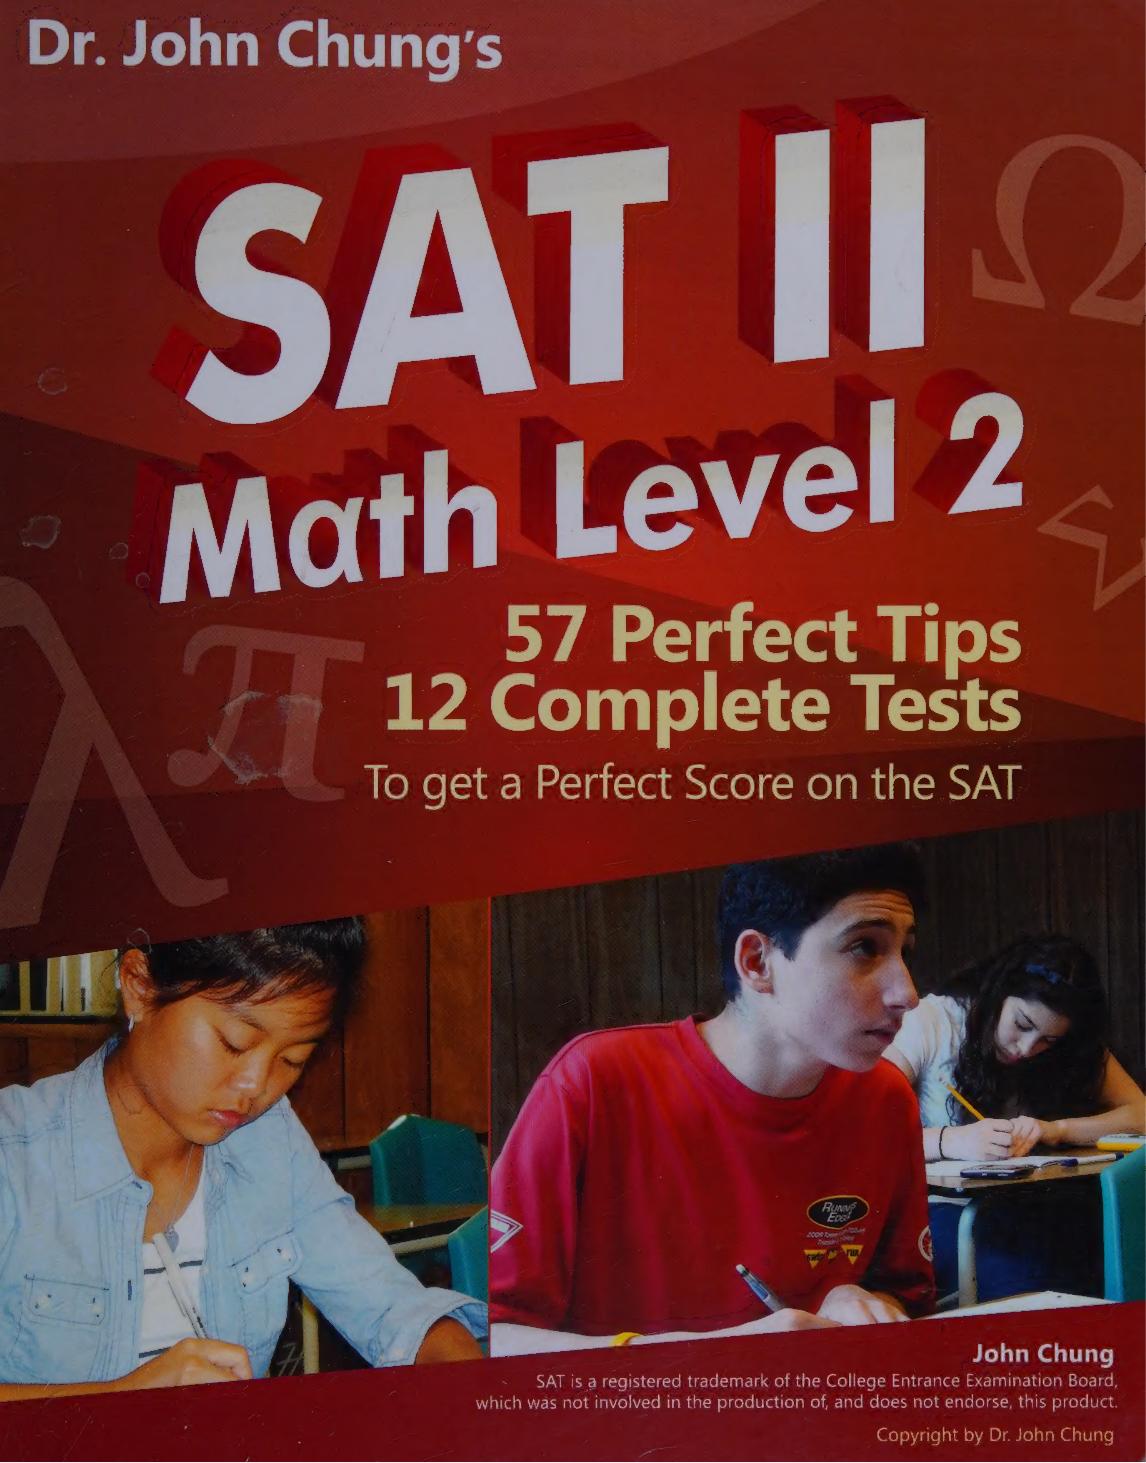 Dr. John Chung's
SAT II
Math Level 2
57 Perfect Tips
12 Complete Tests
To get a Perfect Score on the SAT
Ω
Σ
λ
π
John Chung
SAT is a registered trademark of the College Entrance Examination Board,
which was not involved in the production of, and does not endorse, this product.
Copyright by Dr. John Chung